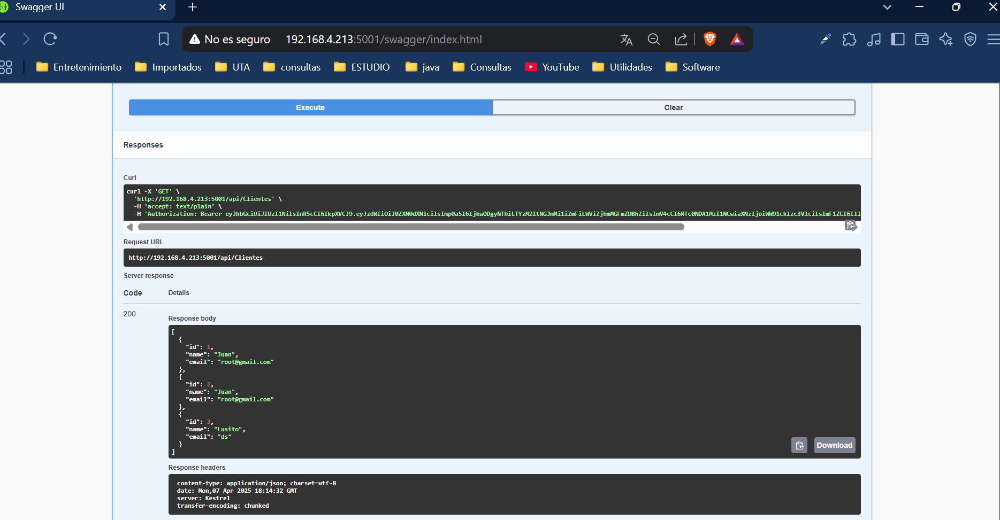 Swagger UI
No es seguro 192.168.4.213:5001/swagger/index.html
Entretenimiento Importados UTA consultas ESTUDIO java Consultas YouTube Utilidades Software
Execute Clear
Responses
Curl
curl -X 'GET' \
'http://192.168.4.213:5001/api/Clientes' \
-H 'accept: text/plain' \
-H 'Authorization: Bearer
Request URL
http://192.168.4.213:5001/api/Clientes
Server response
Code Details
200
Response body
[
{
"id": 1,
"name": "Juan",
"email": "root@gmail.com"
},
{
"id": 2,
"name": "Juan",
"email": "root@gmail.com"
},
{
"id": 3,
"name": "Lusito",
"email": "ds"
}
]
Download
Response headers
content-type: application/json; charset=utf-8
date: Mon,07 Apr 2025 18:14:32 GMT
server: Kestrel
transfer-encoding: chunked